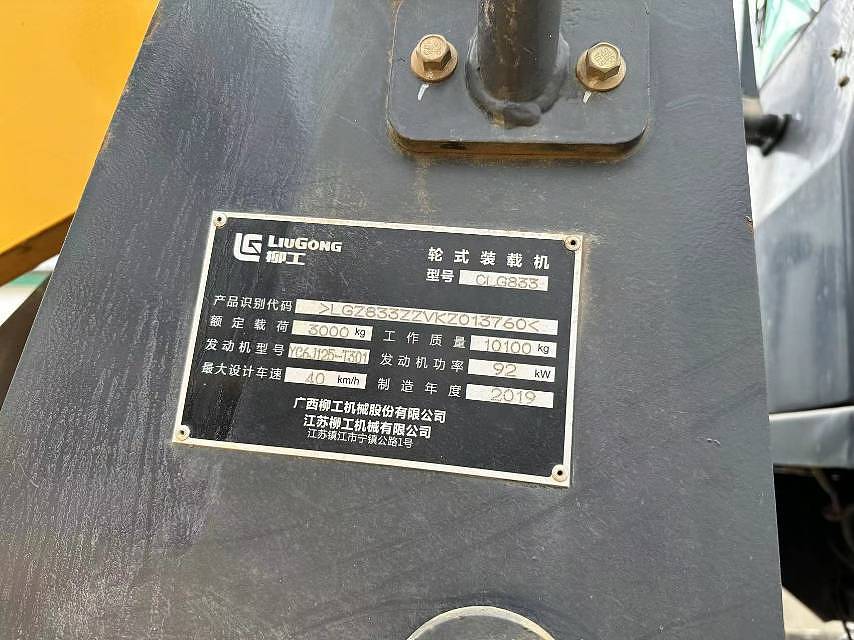 LG LIUGONG
柳工
轮式装载机
型号 CLG833
产品识别代码 >LGZ833ZZVKZ013760<
额定载荷 3000 kg 工作质量 10100 kg
发动机型号 YC6J125-T301 发动机功率 92 kW
最大设计车速 40 km/h 制造年度 2019
广西柳工机械股份有限公司
江苏柳工机械有限公司
江苏镇江市宁镇公路1号